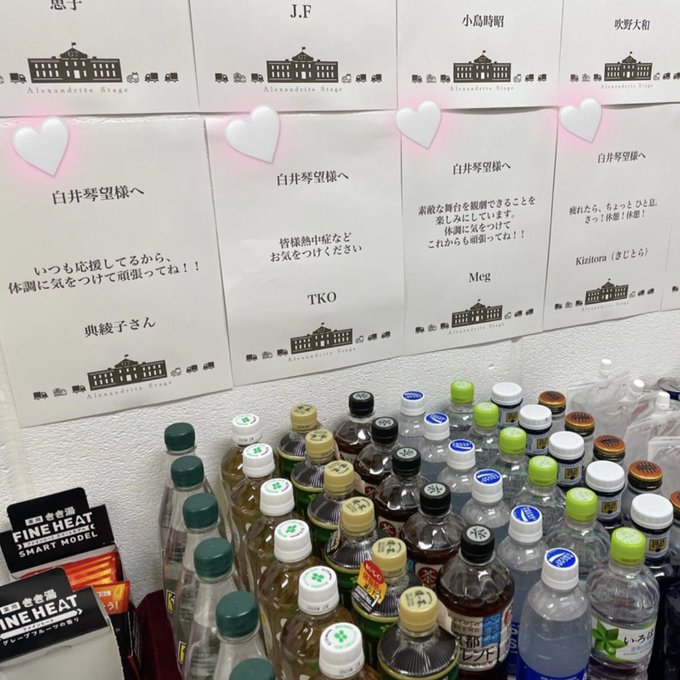 恵子
J.F
小島時昭
吹野大和
Alexandrite Stage
Alexandrite Stage
Alexandrite Stage
Alexandrite Stage
白井琴望様へ
いつも応援してるから、
体調に気をつけて頑張ってね！！
典綾子さん
Alexandrite Stage
白井琴望様へ
皆様熱中症など
お気をつけください
TKO
Alexandrite Stage
白井琴望様へ
素敵な舞台を観劇できることを
楽しみにしています。
体調に気をつけて
これからも頑張ってね！！
Meg
Alexandrite Stage
白井琴望様へ
疲れたら、ちょっと ひと息。
さっ！休憩！休憩！
Kizitora（きじとら）
Alexandrite Stage
きき湯
FINE HEAT
SMART MODEL
きき湯
FINE HEAT
グレープフルーツの香り
いろは